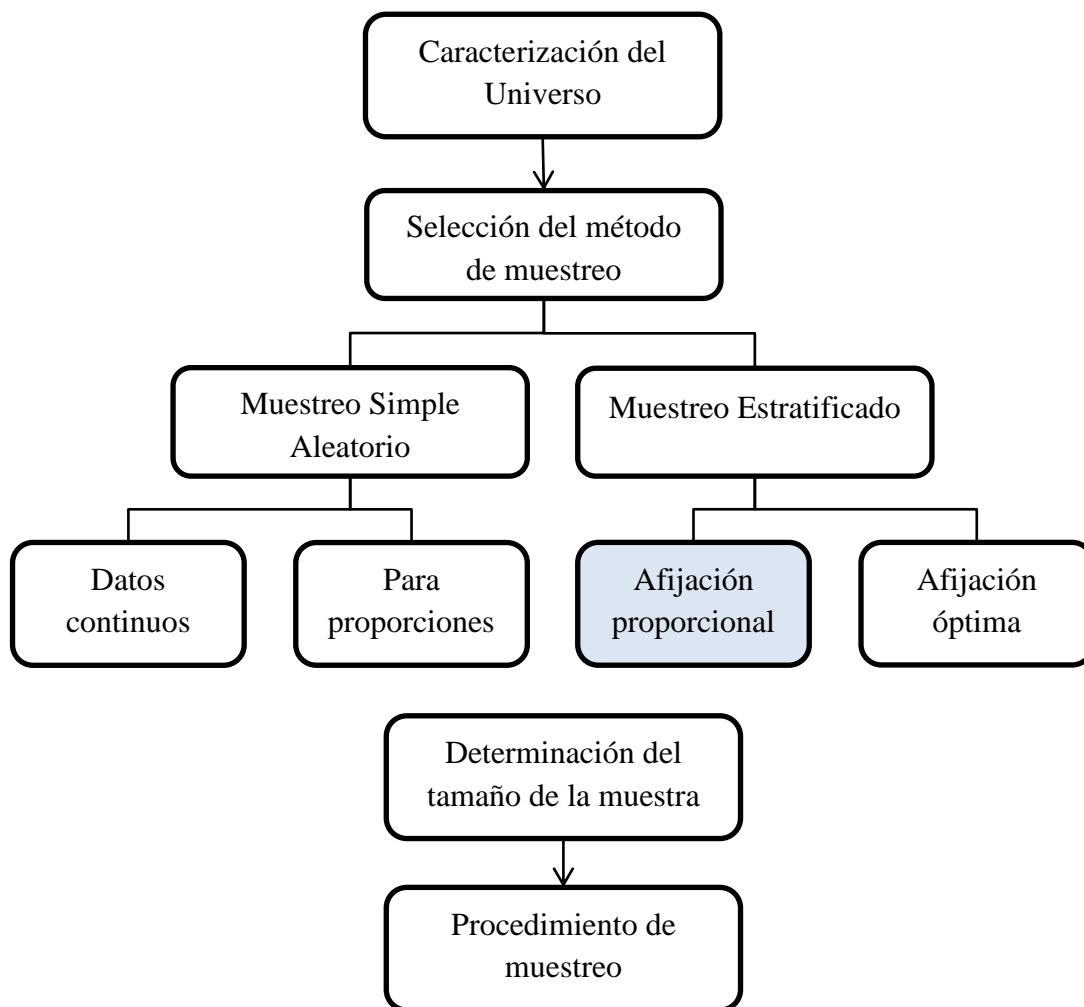 Caracterización del
Universo
Selección del método
de muestreo
Muestreo Simple
Aleatorio
Muestreo Estratificado
Datos
continuos
Para
proporciones
Afijación
proporcional
Afijación
óptima
Determinación del
tamaño de la muestra
Procedimiento de
muestreo